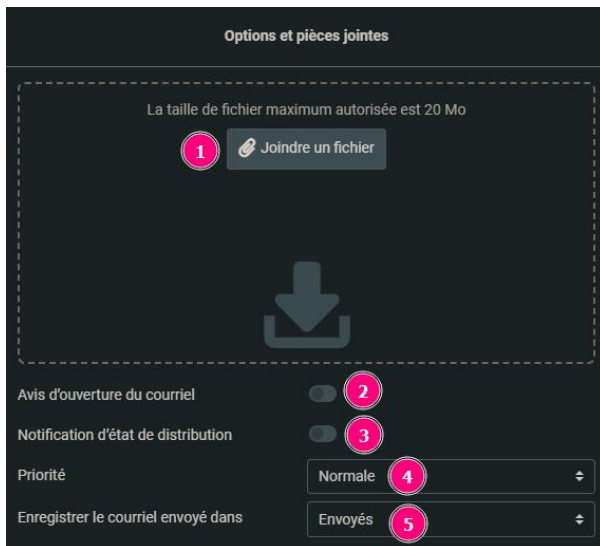 Options et pièces jointes
La taille de fichier maximum autorisée est 20 Mo
1 Joindre un fichier
Avis d'ouverture du courriel 2
Notification d'état de distribution 3
Priorité Normale 4
Enregistrer le courriel envoyé dans Envoyés 5